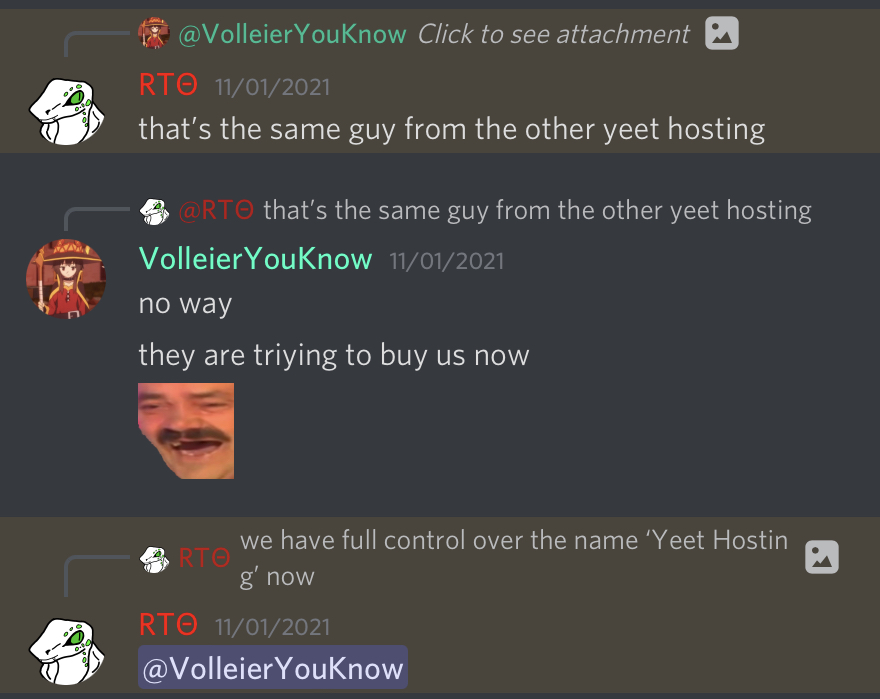 @VolleierYouKnow Click to see attachment
RTΘ 11/01/2021
that’s the same guy from the other yeet hosting
@RTΘ that’s the same guy from the other yeet hosting
VolleierYouKnow 11/01/2021
no way
they are triying to buy us now
RTΘ we have full control over the name ‘Yeet Hostin
g’ now
RTΘ 11/01/2021
@VolleierYouKnow